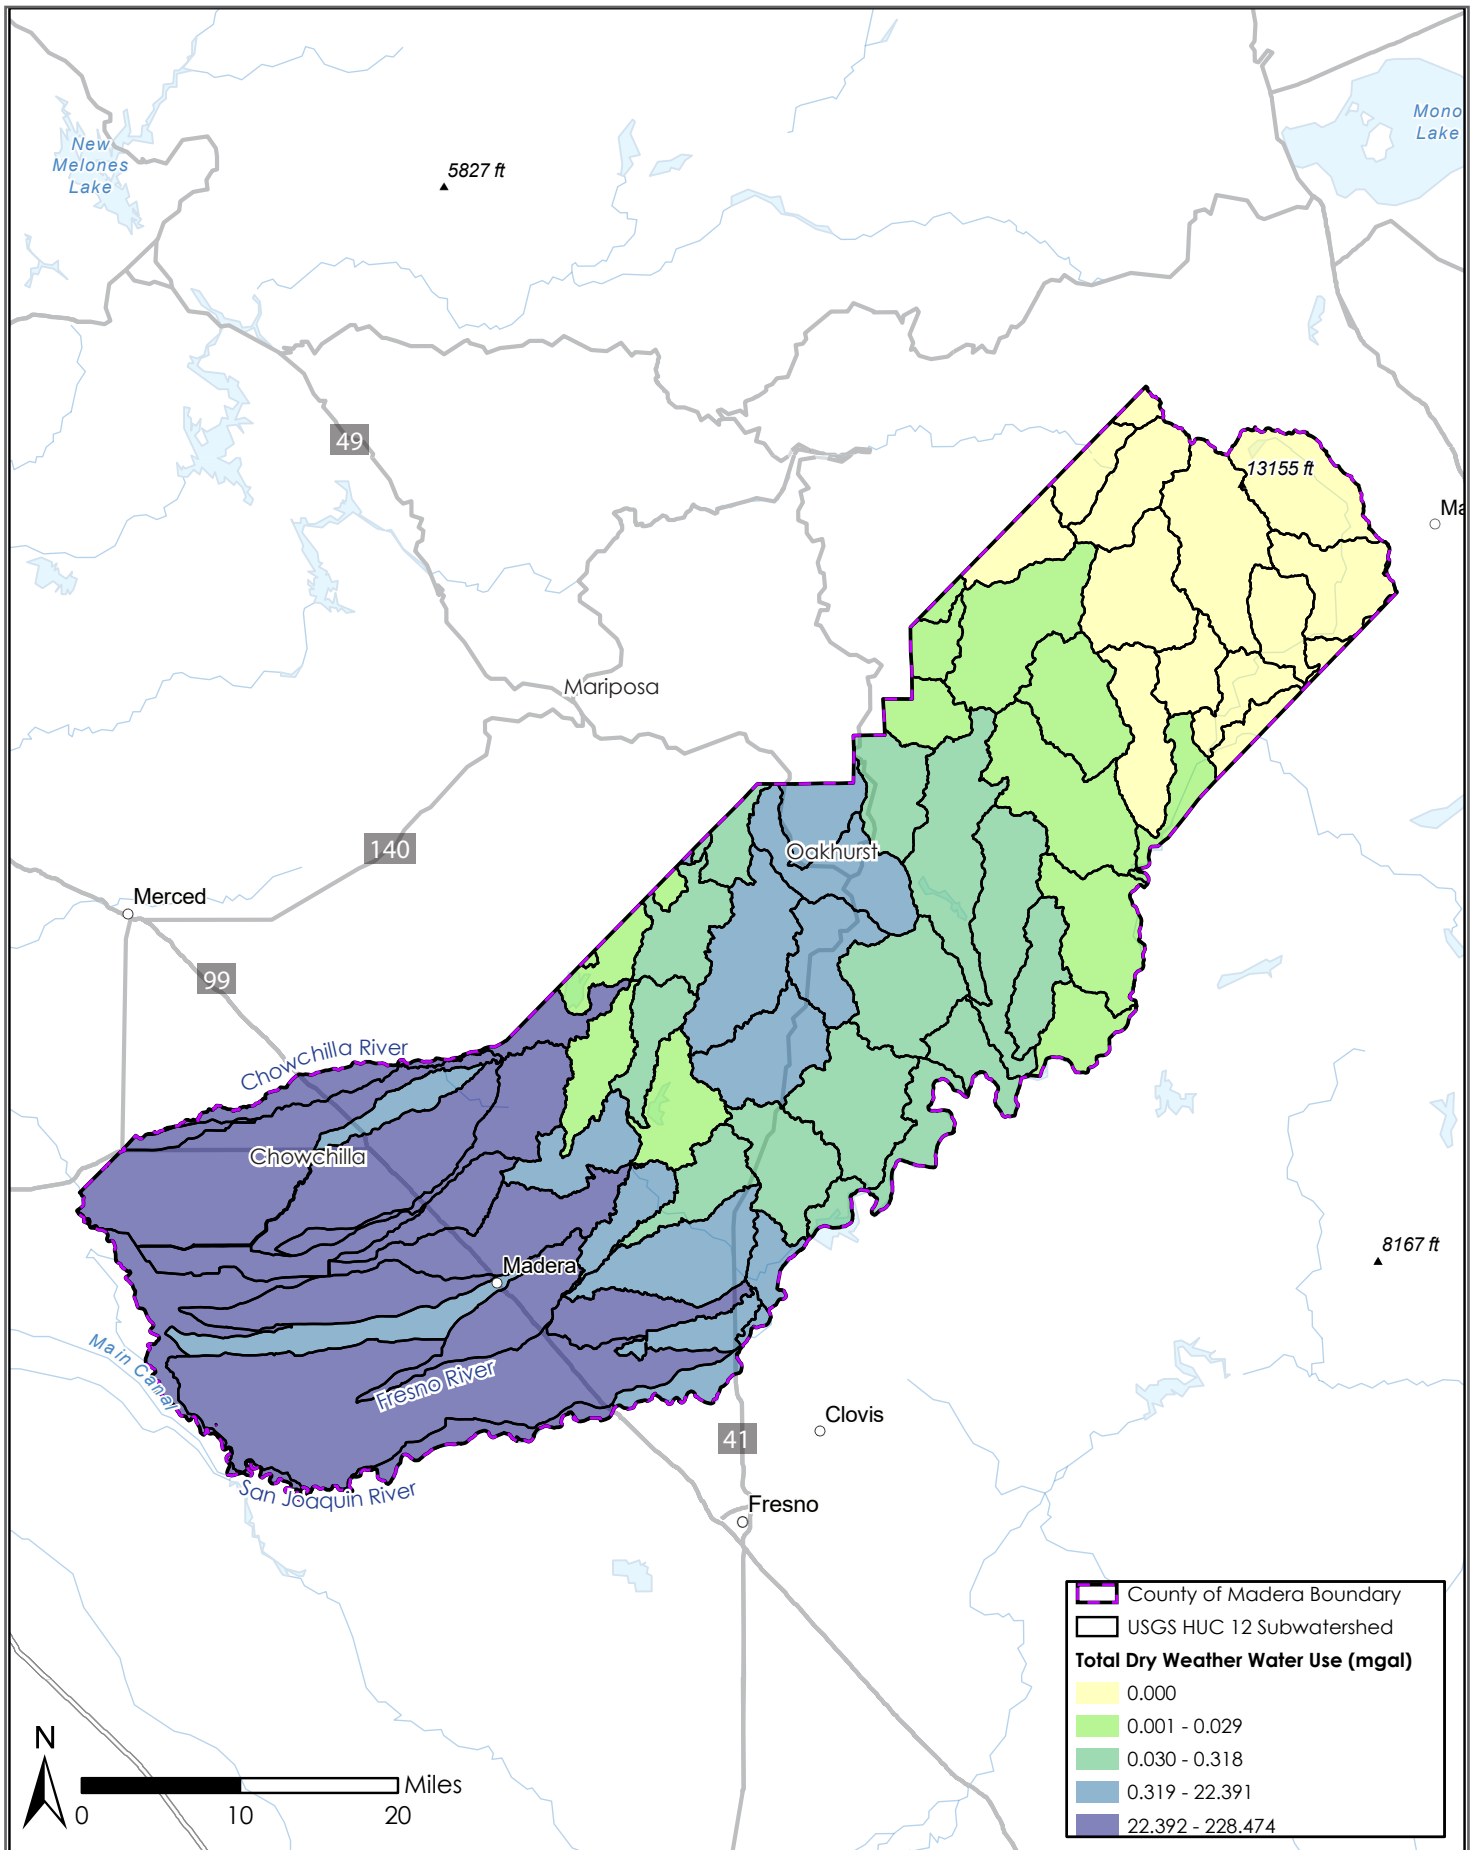 New
Melones
Lake
5827 ft
Mono
Lake
49
13155 ft
Ma
Mariposa
Oakhurst
140
Merced
99
Chowchilla River
Chowchilla
Madera
8167 ft
Main Canal
Fresno River
Clovis
41
San Joaquin River
Fresno
County of Madera Boundary
USGS HUC 12 Subwatershed
Total Dry Weather Water Use (mgal)
0.000
0.001 - 0.029
0.030 - 0.318
0.319 - 22.391
22.392 - 228.474
N
Miles
0 10 20